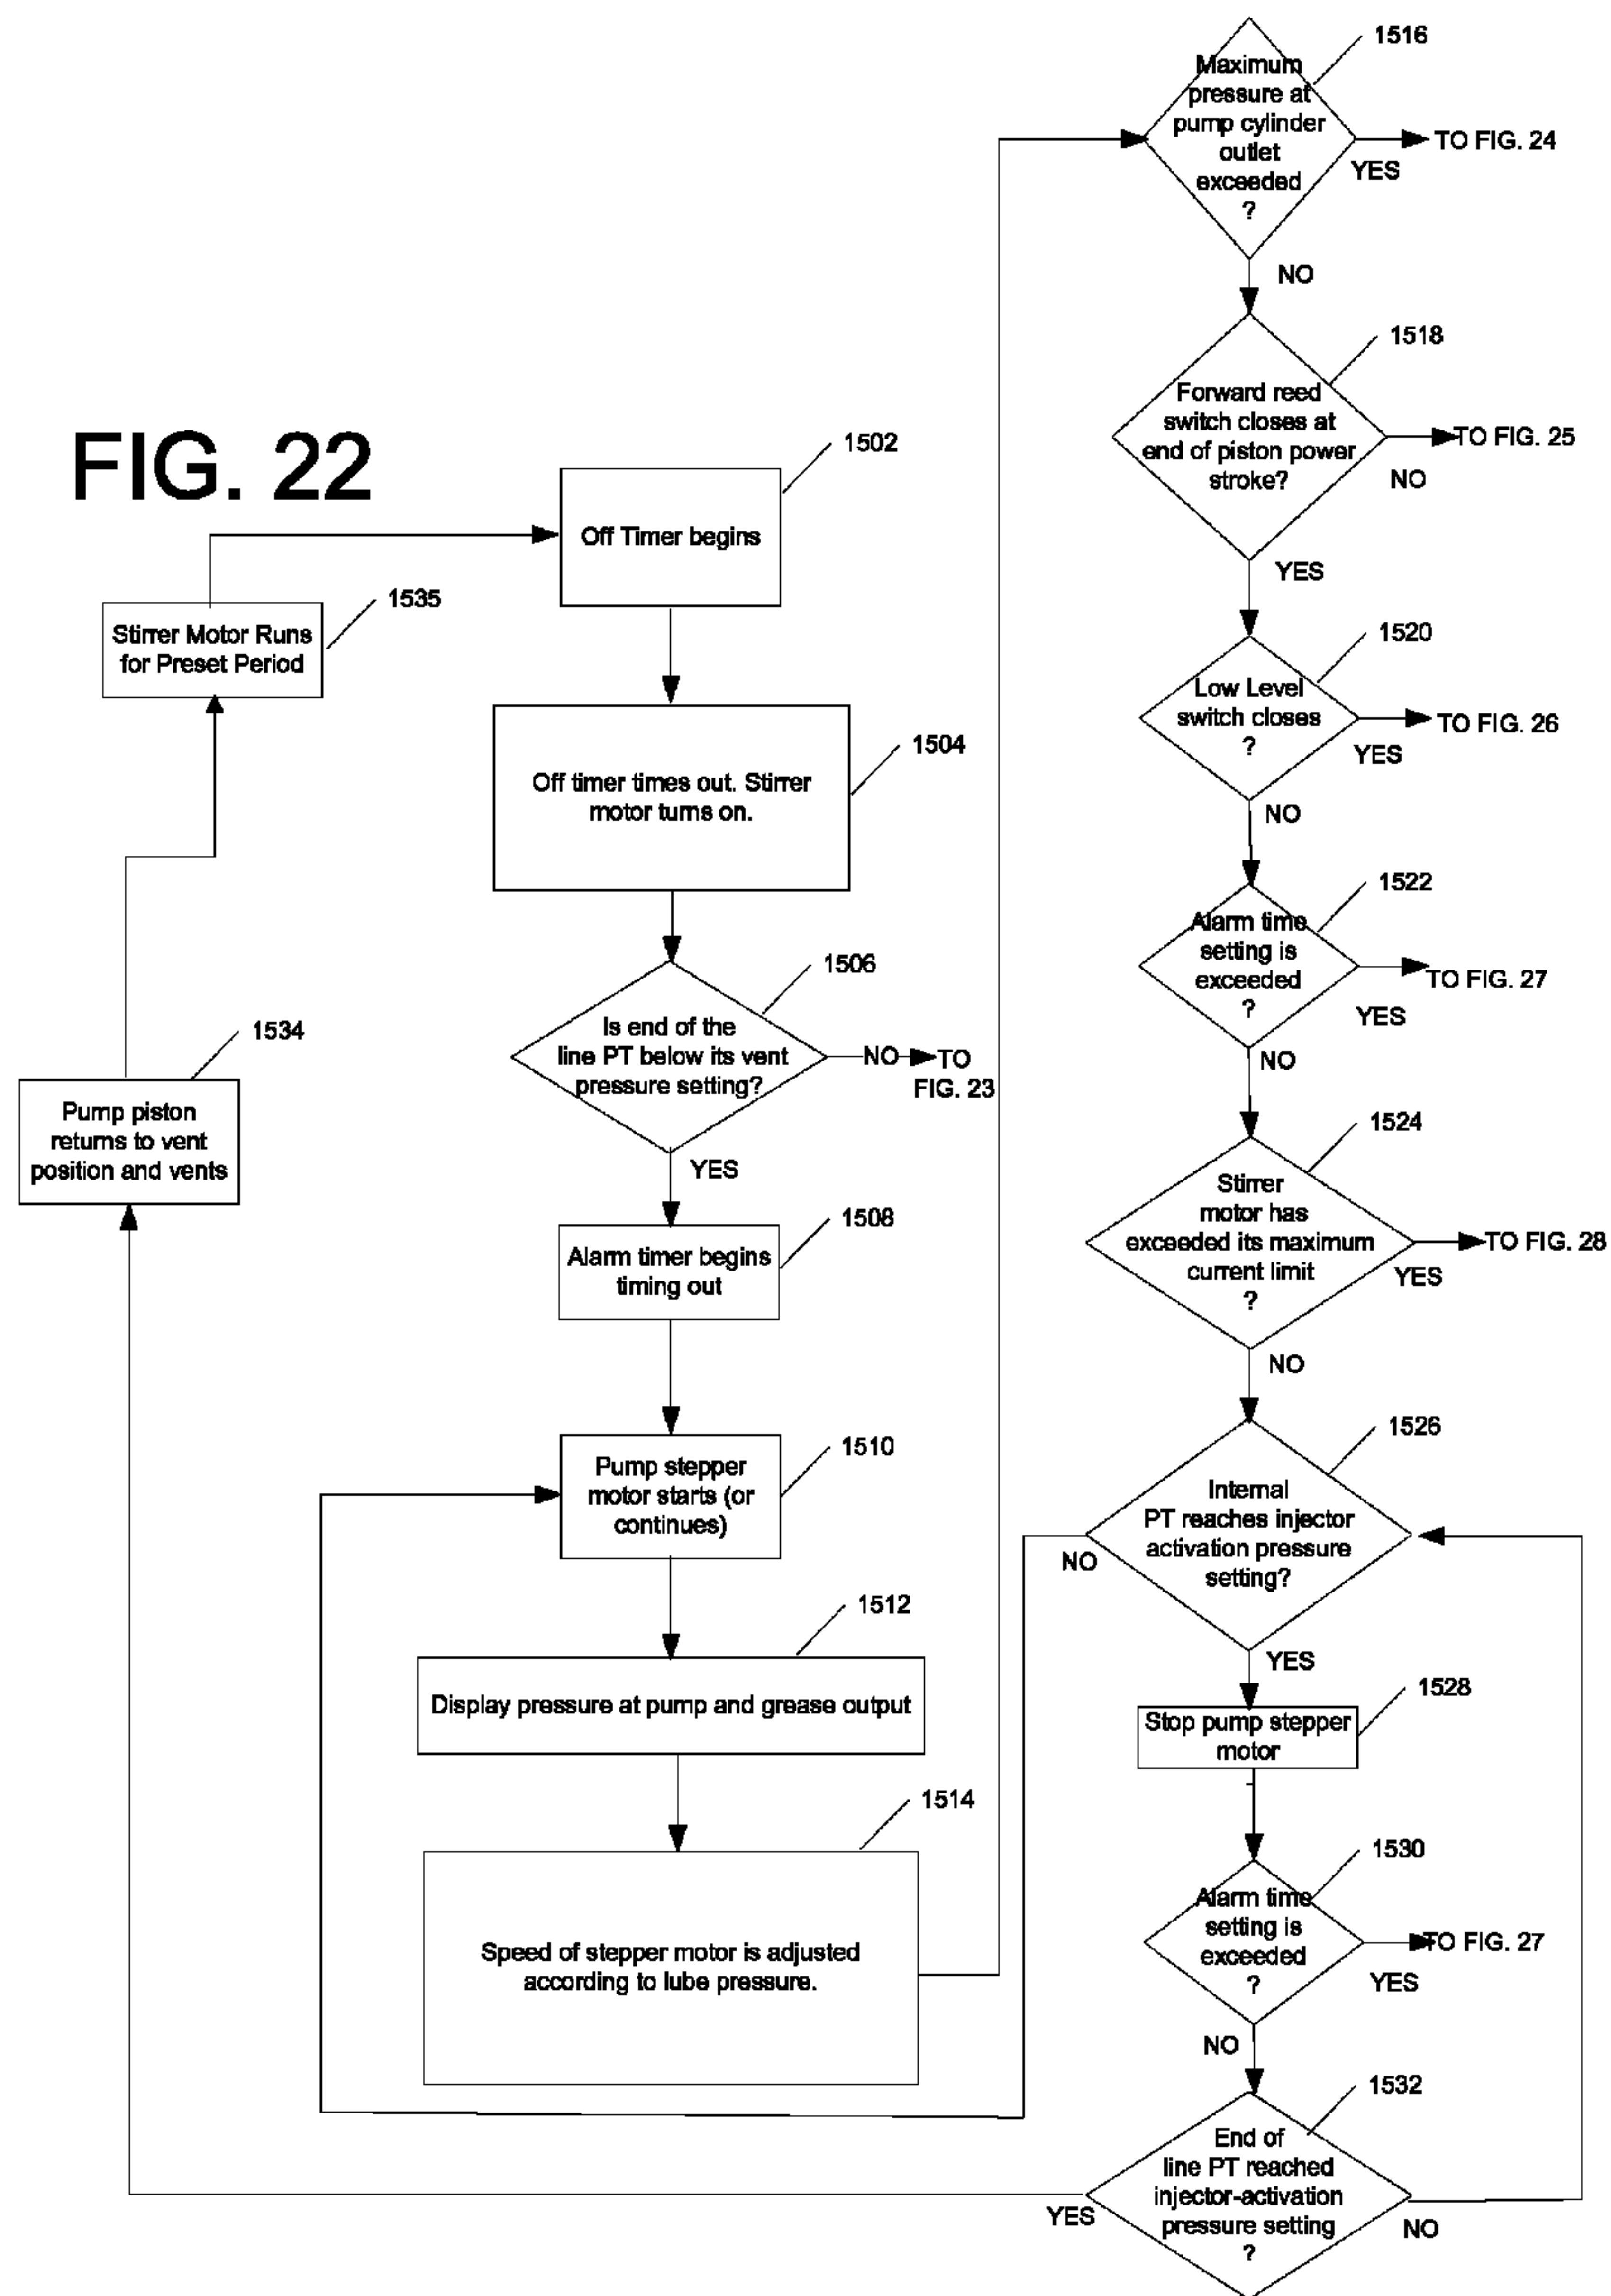 FIG. 22
1502
Off Timer begins
1535
Stirrer Motor Runs
for Preset Period
1504
Off timer times out. Stirrer
motor turns on.
1506
Is end of the
line PT below its vent
pressure setting?
NO
TO
FIG. 23
YES
1534
Pump piston
returns to vent
position and vents
1508
Alarm timer begins
timing out
1510
Pump stepper
motor starts (or
continues)
1512
Display pressure at pump and grease output
1514
Speed of stepper motor is adjusted
according to lube pressure.
1516
Maximum
pressure at
pump cylinder
outlet
exceeded
?
TO FIG. 24
YES
NO
1518
Forward reed
switch closes at
end of piston power
stroke?
TO FIG. 25
NO
YES
1520
Low Level
switch closes
?
TO FIG. 26
YES
NO
1522
Alarm time
setting is
exceeded
?
TO FIG. 27
YES
NO
1524
Stirrer
motor has
exceeded its maximum
current limit
?
TO FIG. 28
YES
NO
1526
Internal
PT reaches injector
activation pressure
setting?
NO
YES
1528
Stop pump stepper
motor
1530
Alarm time
setting is
exceeded
?
TO FIG. 27
YES
NO
1532
End of
line PT reached
injector-activation
pressure setting
?
YES
NO